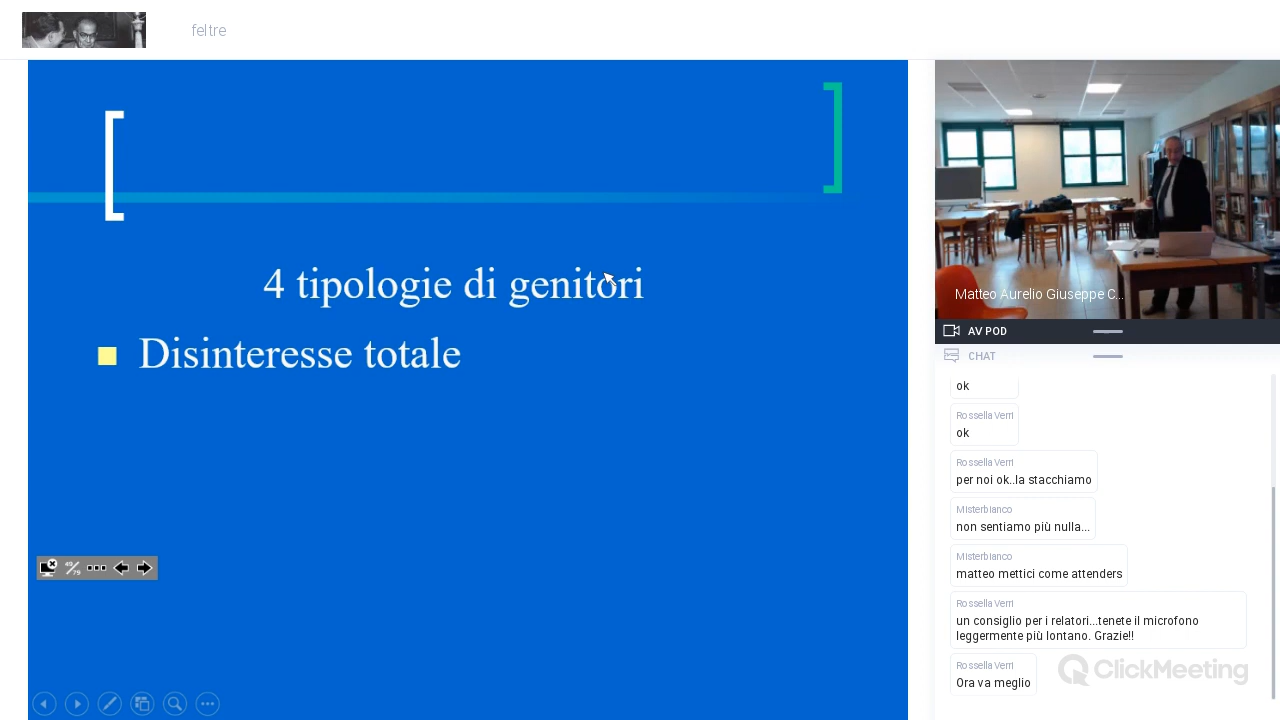 feltre
4 tipologie di genitori
Disinteresse totale
49/79
Matteo Aurelio Giuseppe C...
AV POD
CHAT
ok
Rossella Verri
ok
Rossella Verri
per noi ok..la stacchiamo
Misterbianco
non sentiamo più nulla...
Misterbianco
matteo mettici come attenders
Rossella Verri
un consiglio per i relatori...tenete il microfono
leggermente più lontano. Grazie!!
Rossella Verri
Ora va meglio
ClickMeeting